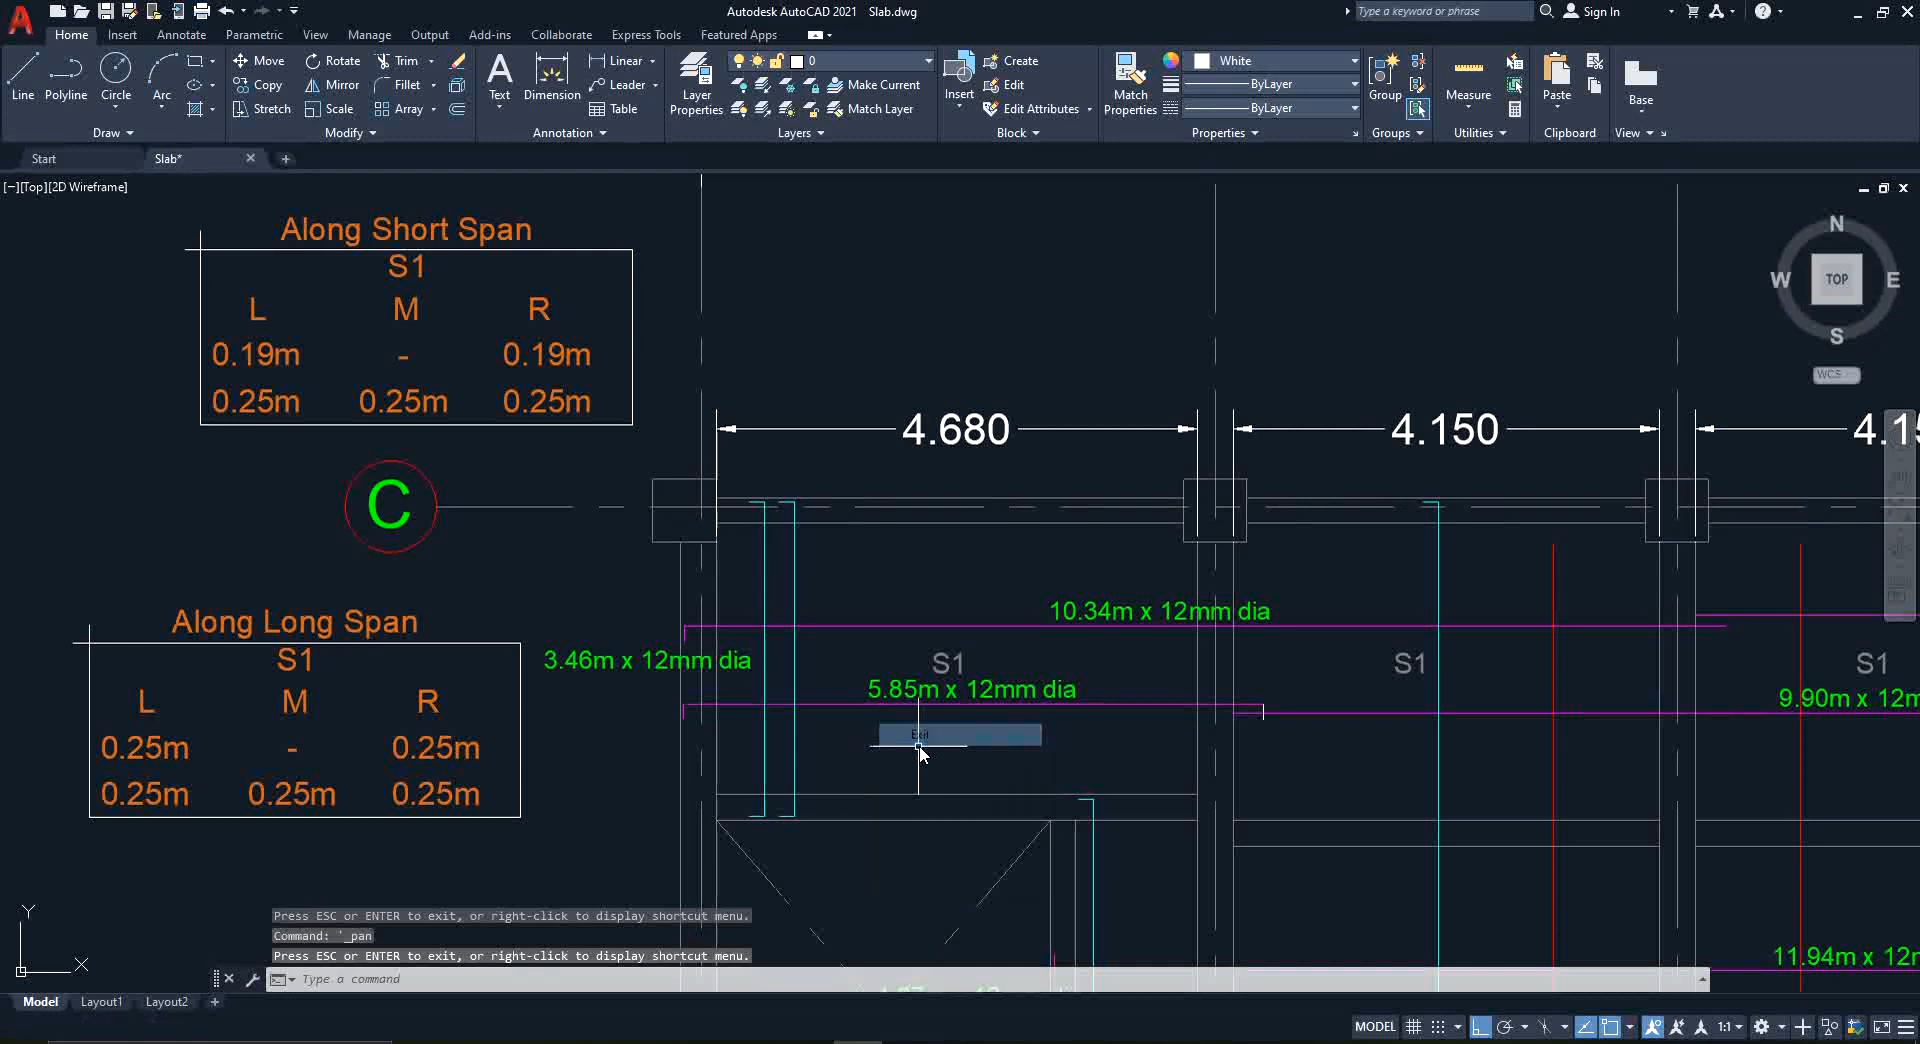 Autodesk AutoCAD 2021 Slab.dwg
Type a keyword or phrase
Sign In
Home Insert Annotate Parametric View Manage Output Add-ins Collaborate Express Tools Featured Apps
Line
Polyline
Circle
Arc
Draw
Move
Copy
Stretch
Rotate
Mirror
Scale
Trim
Fillet
Array
Modify
Text
Dimension
Linear
Leader
Table
Annotation
Layer
Properties
0
Make Current
Match Layer
Layers
Insert
Create
Edit
Edit Attributes
Block
Match
Properties
White
ByLayer
ByLayer
Properties
Group
Groups
Measure
Utilities
Paste
Clipboard
Base
View
Start
Slab*
[−][Top][2D Wireframe]
N
W
TOP
E
S
WCS
Along Short Span
S1
L M R
0.19m - 0.19m
0.25m 0.25m 0.25m
4.680
4.150
C
10.34m x 12mm dia
Along Long Span
S1
L M R
0.25m - 0.25m
0.25m 0.25m 0.25m
3.46m x 12mm dia
S1
S1
S1
5.85m x 12mm dia
9.90m x 12m
Exit
11.94m x 12m
Y
X
Press ESC or ENTER to exit, or right-click to display shortcut menu.
Command: '_pan
Press ESC or ENTER to exit, or right-click to display shortcut menu.
Type a command
Model Layout1 Layout2
MODEL
1:1